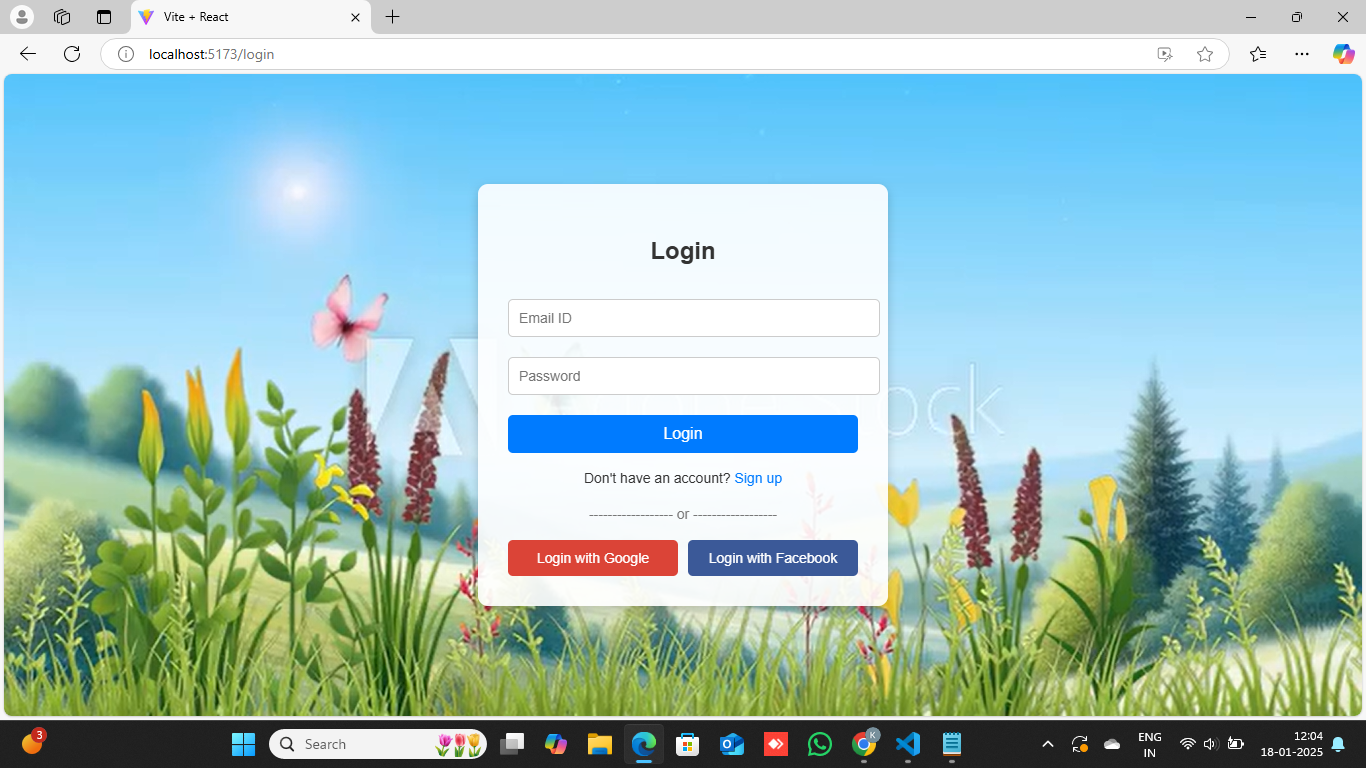 Vite + React
localhost:5173/login
Login
Email ID
Password
Login
Don't have an account? Sign up
------------------ or ------------------
Login with Google
Login with Facebook
3
Search
K
ENG
IN
12:04
18-01-2025